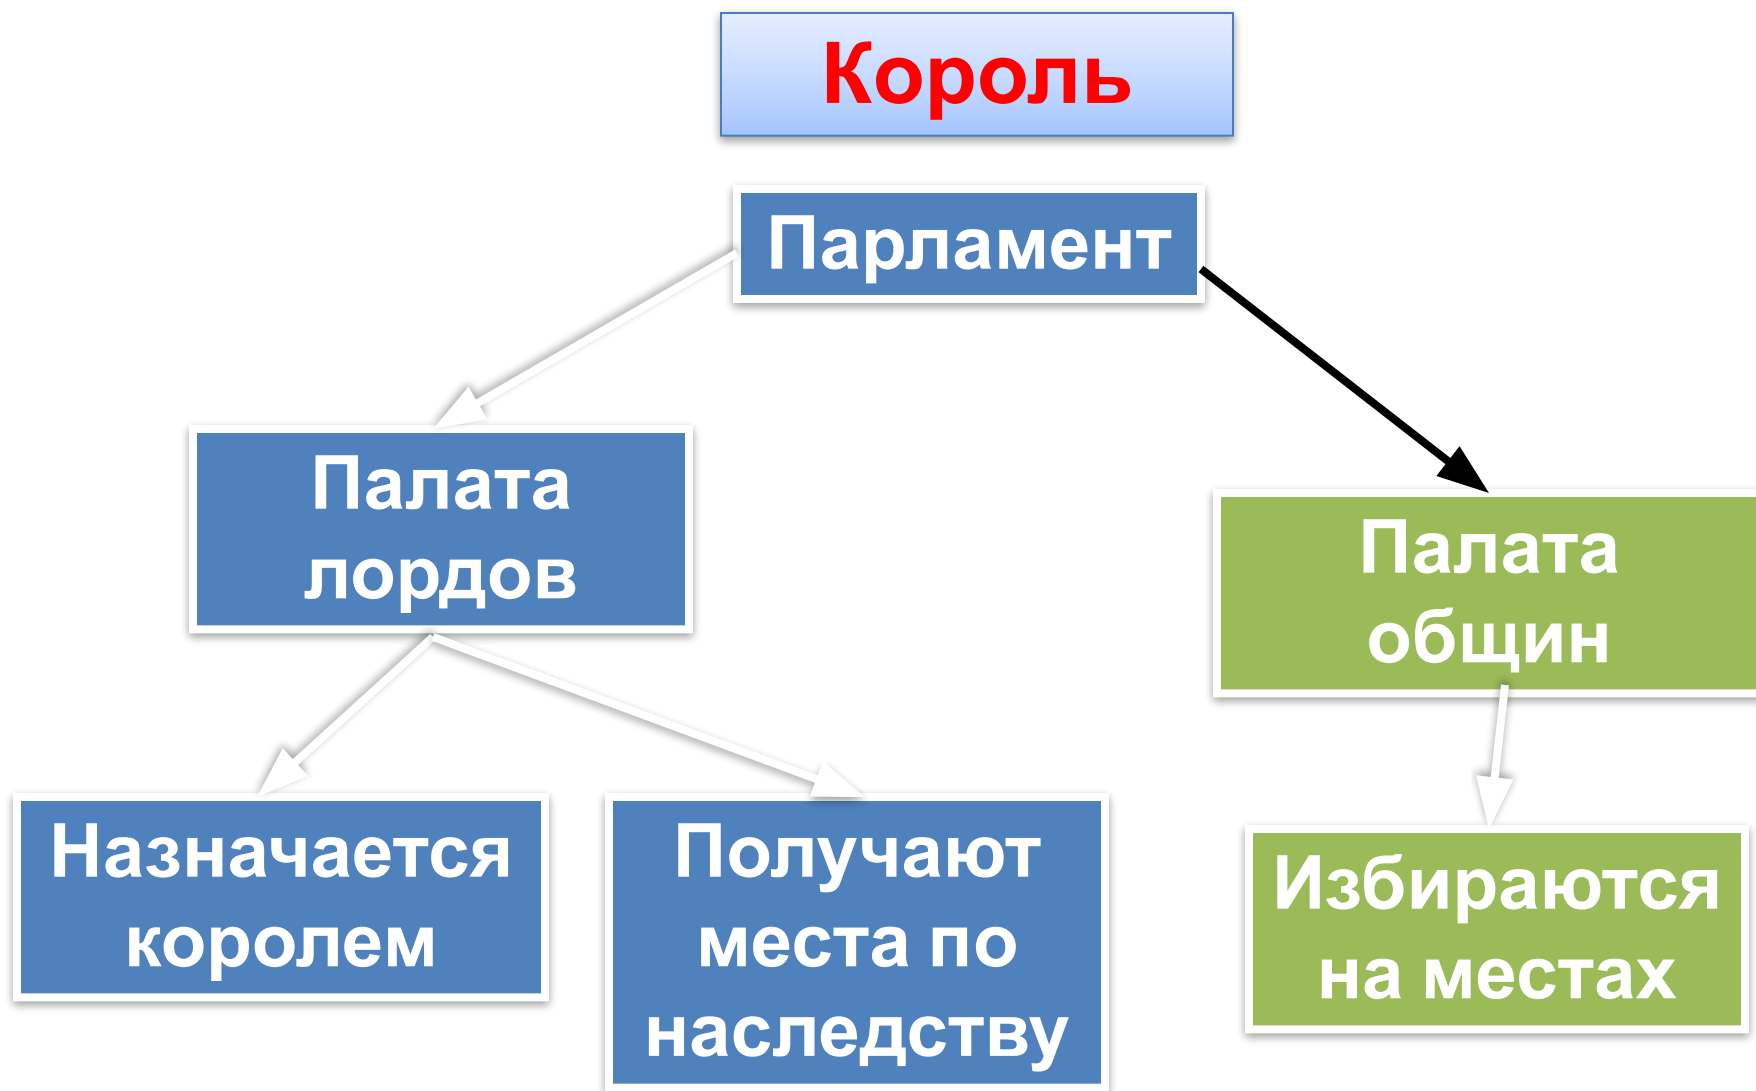 Король
Парламент
Палата
лордов
Палата
общин
Назначается
королем
Получают
места по
наследству
Избираются
на местах